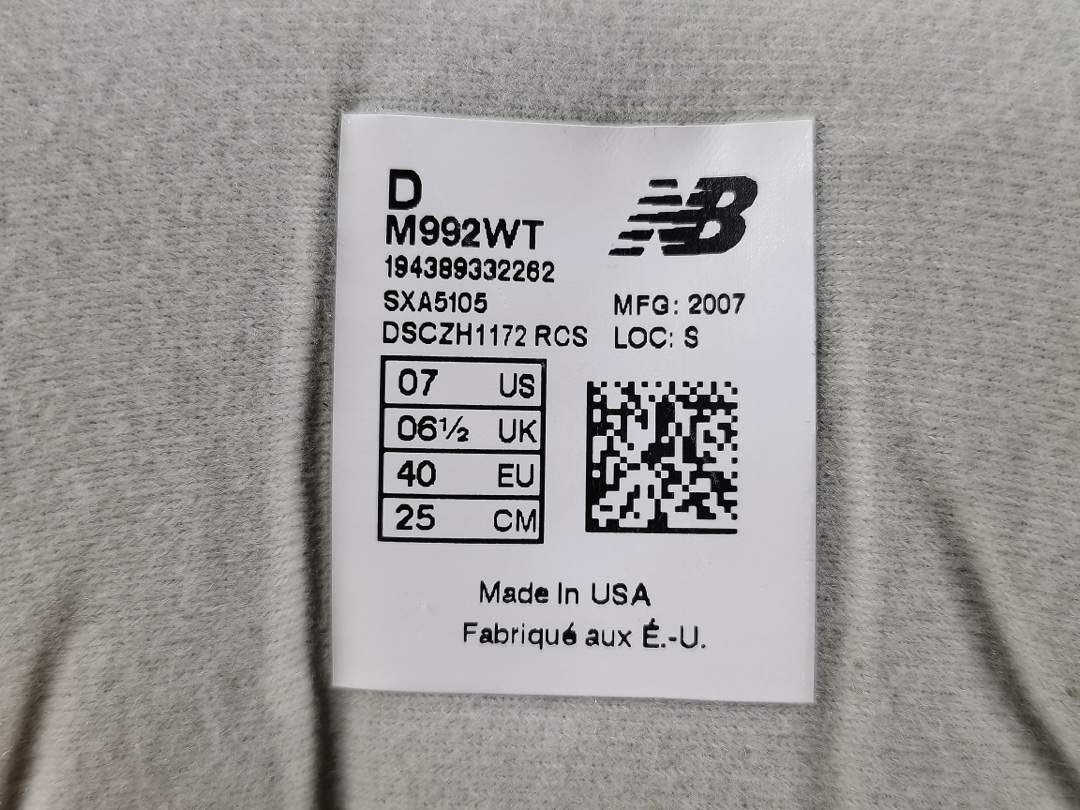 D
M992WT
194389332262
SXA5105
DSCZH1172 RCS
NB
MFG: 2007
LOC: S
07 US
06½ UK
40 EU
25 CM
Made In USA
Fabriqué aux É.-U.